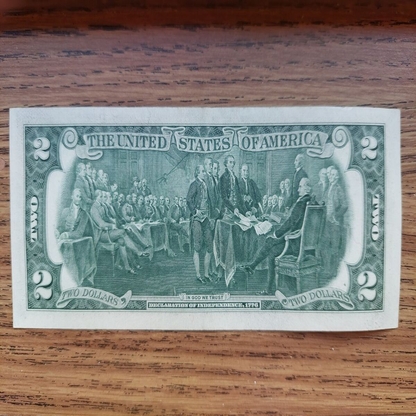 THE UNITED STATES OF AMERICA
2 2
TWO TWO
2 2
TWO DOLLARS TWO DOLLARS
IN GOD WE TRUST
DECLARATION OF INDEPENDENCE, 1776